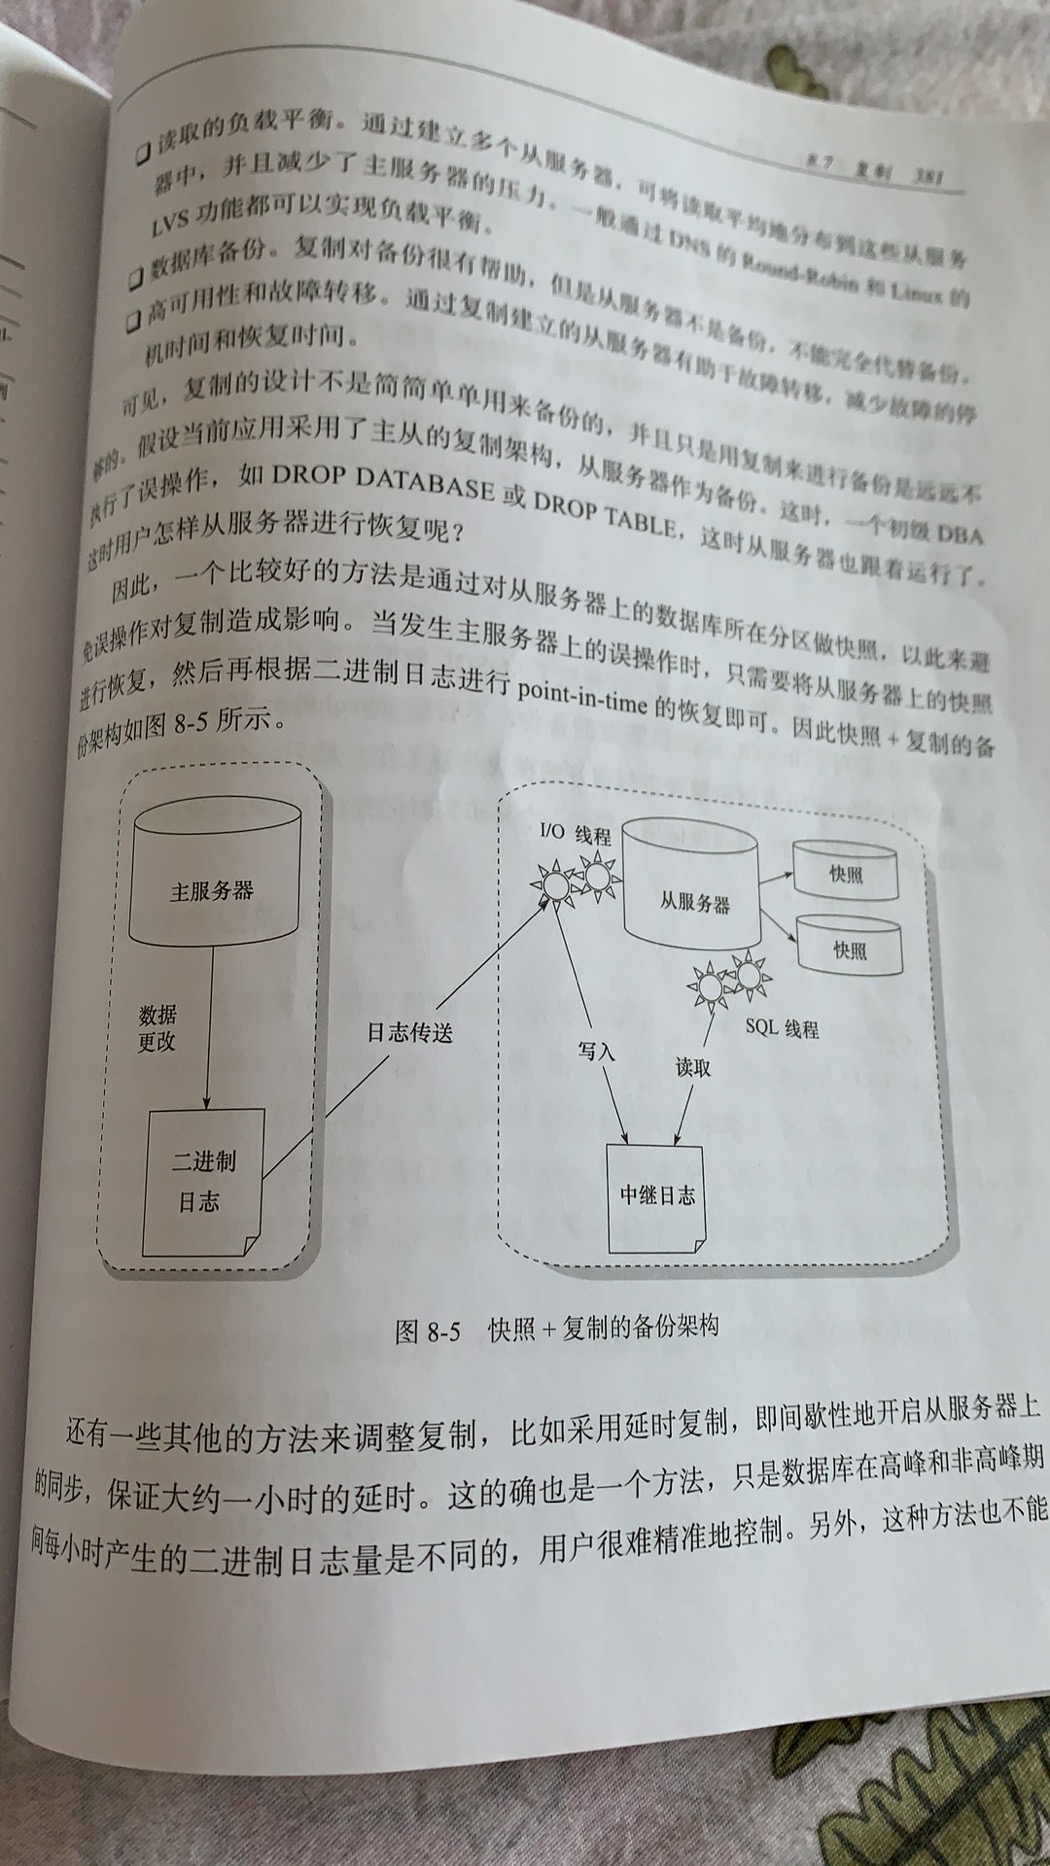 8.7 复制 381
❑ 读取的负载平衡。通过建立多个从服务器，可将读取平均地分布到这些从服务
器中，并且减少了主服务器的压力。一般通过 DNS 的 Round-Robin 和 Linux 的
LVS 功能都可以实现负载平衡。
❑ 数据库备份。复制对备份很有帮助，但是从服务器不是备份，不能完全代替备份。
❑ 高可用性和故障转移。通过复制建立的从服务器有助于故障转移，减少故障的停
机时间和恢复时间。
可见，复制的设计不是简简单单用来备份的，并且只是用复制来进行备份是远远不
够的。假设当前应用采用了主从的复制架构，从服务器作为备份。这时，一个初级 DBA
执行了误操作，如 DROP DATABASE 或 DROP TABLE，这时从服务器也跟着运行了。
这时用户怎样从服务器进行恢复呢？
因此，一个比较好的方法是通过对从服务器上的数据库所在分区做快照，以此来避
免误操作对复制造成影响。当发生主服务器上的误操作时，只需要将从服务器上的快照
进行恢复，然后再根据二进制日志进行 point-in-time 的恢复即可。因此快照 + 复制的备
份架构如图 8-5 所示。
主服务器
数据
更改
二进制
日志
日志传送
I/O 线程
从服务器
快照
快照
SQL 线程
写入
读取
中继日志
图 8-5 快照 + 复制的备份架构
还有一些其他的方法来调整复制，比如采用延时复制，即间歇性地开启从服务器上
的同步，保证大约一小时的延时。这的确也是一个方法，只是数据库在高峰和非高峰期
间每小时产生的二进制日志量是不同的，用户很难精准地控制。另外，这种方法也不能